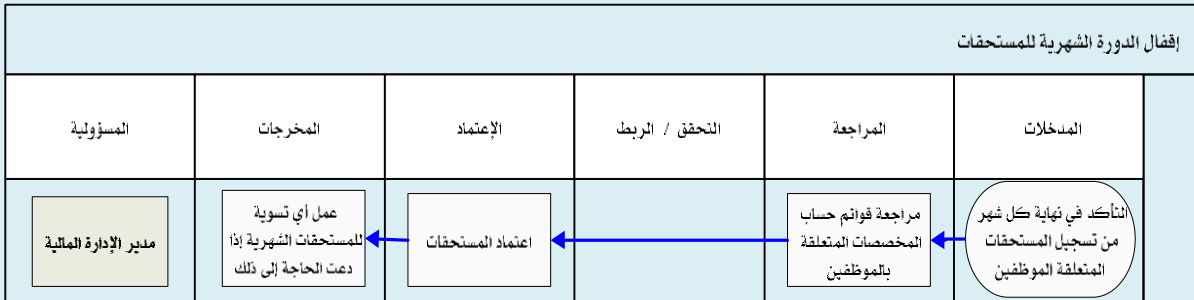 إقفال الدورة الشهرية للمستحقات
المدخلات
المراجعة
التحقق / الربط
الإعتماد
المخرجات
المسؤولية
التأكد في نهاية كل شهر
من تسجيل المستحقات
المتعلقة الموظفين
مراجعة قوائم حساب
المخصصات المتعلقة
بالموظفين
اعتماد المستحقات
عمل أي تسوية
للمستحقات الشهرية إذا
دعت الحاجة إلى ذلك
مدير الإدارة المالية